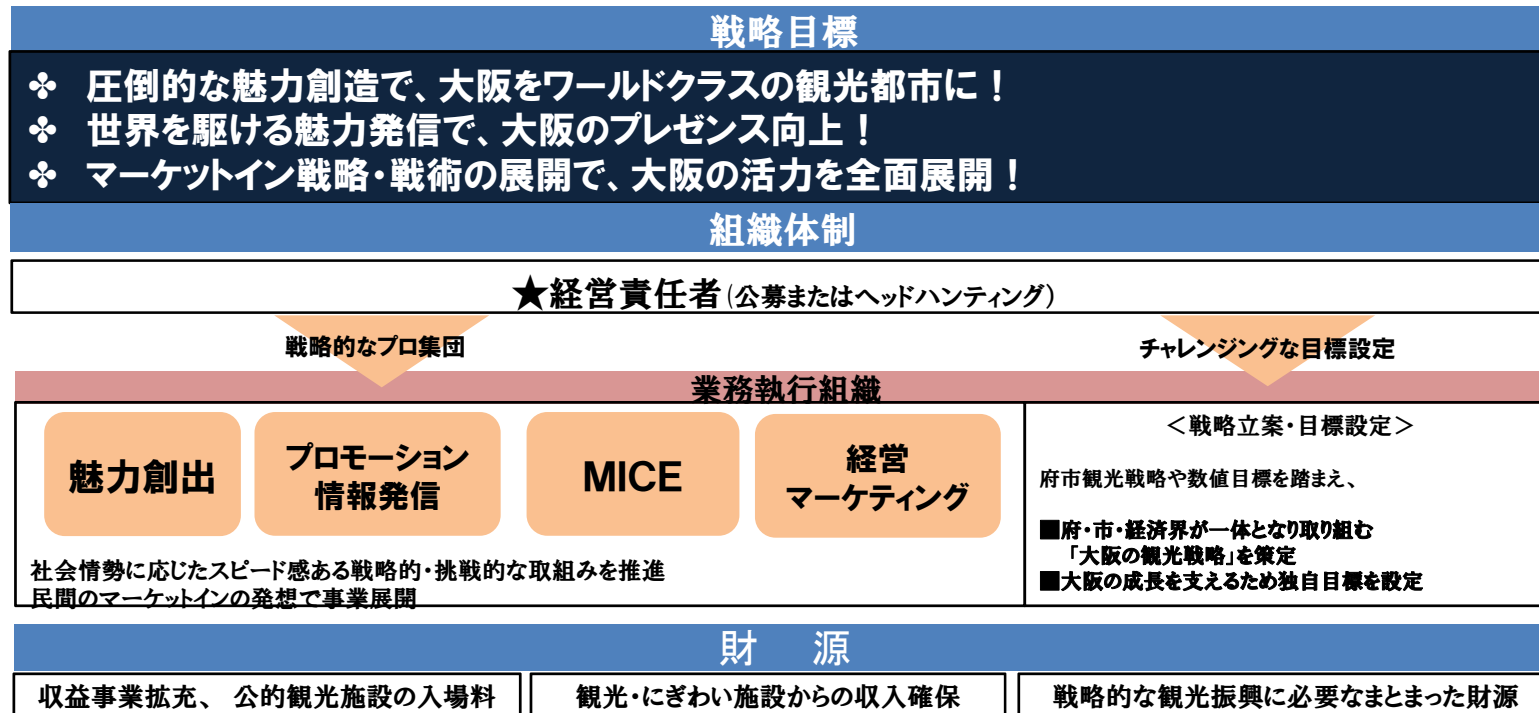 戦略目標
✤ 圧倒的な魅力創造で、大阪をワールドクラスの観光都市に！
✤ 世界を駆ける魅力発信で、大阪のプレゼンス向上！
✤ マーケットイン戦略・戦術の展開で、大阪の活力を全面展開！
組織体制
★経営責任者(公募またはヘッドハンティング)
戦略的なプロ集団
チャレンジングな目標設定
業務執行組織
魅力創出
プロモーション
情報発信
MICE
経営
マーケティング
社会情勢に応じたスピード感ある戦略的・挑戦的な取組みを推進
民間のマーケットインの発想で事業展開
＜戦略立案・目標設定＞
府市観光戦略や数値目標を踏まえ、
■府・市・経済界が一体となり取り組む
「大阪の観光戦略」を策定
■大阪の成長を支えるため独自目標を設定
財 源
収益事業拡充、 公的観光施設の入場料
観光・にぎわい施設からの収入確保
戦略的な観光振興に必要なまとまった財源